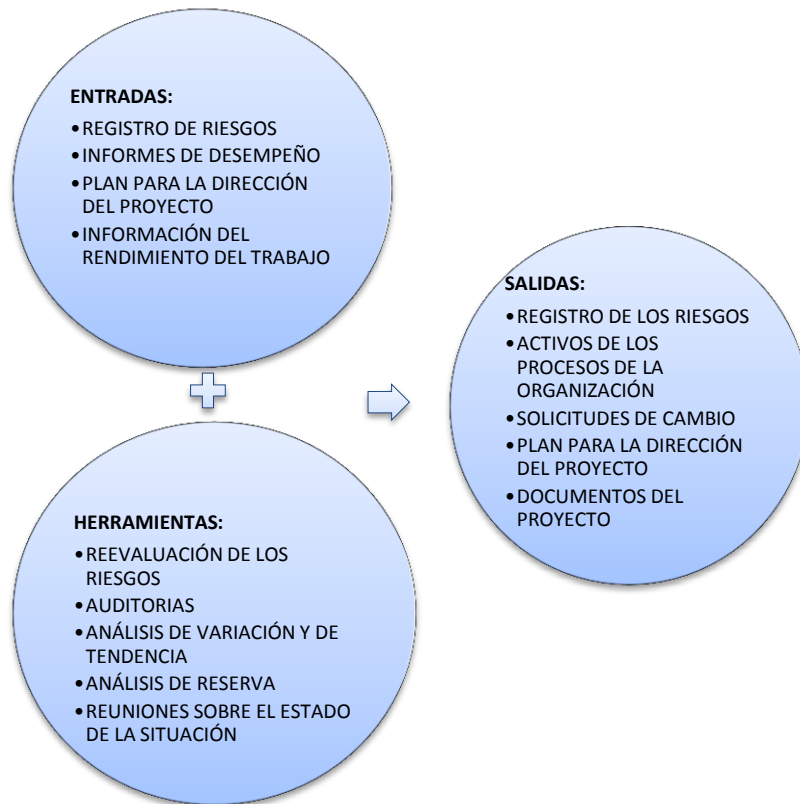 ENTRADAS:
•REGISTRO DE RIESGOS
•INFORMES DE DESEMPEÑO
•PLAN PARA LA DIRECCIÓN
DEL PROYECTO
•INFORMACIÓN DEL
RENDIMIENTO DEL TRABAJO
HERRAMIENTAS:
•REEVALUACIÓN DE LOS
RIESGOS
•AUDITORIAS
•ANÁLISIS DE VARIACIÓN Y DE
TENDENCIA
•ANÁLISIS DE RESERVA
•REUNIONES SOBRE EL ESTADO
DE LA SITUACIÓN
SALIDAS:
•REGISTRO DE LOS RIESGOS
•ACTIVOS DE LOS
PROCESOS DE LA
ORGANIZACIÓN
•SOLICITUDES DE CAMBIO
•PLAN PARA LA DIRECCIÓN
DEL PROYECTO
•DOCUMENTOS DEL
PROYECTO